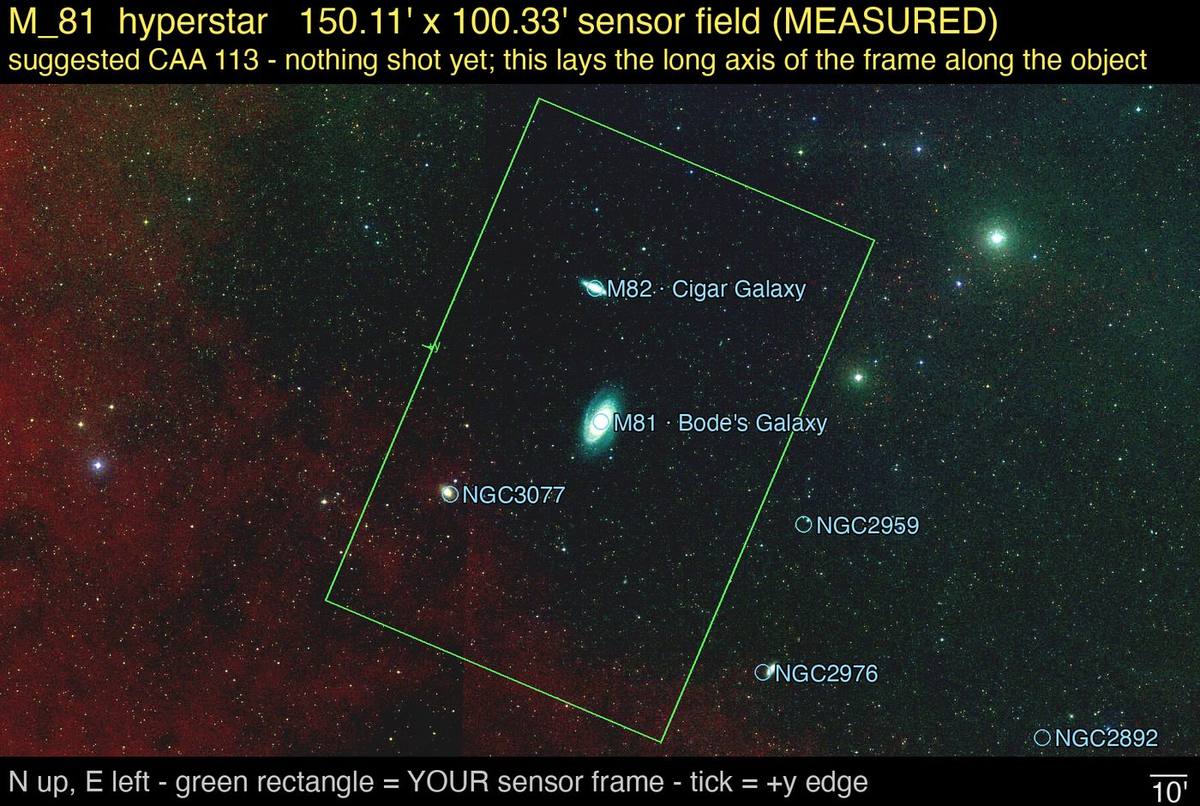 M_81  hyperstar   150.11' x 100.33' sensor field (MEASURED)
suggested CAA 113 - nothing shot yet; this lays the long axis of the frame along the object
M82 · Cigar Galaxy
+y
M81 · Bode's Galaxy
NGC3077
NGC2959
NGC2976
NGC2892
N up, E left - green rectangle = YOUR sensor frame - tick = +y edge
10'